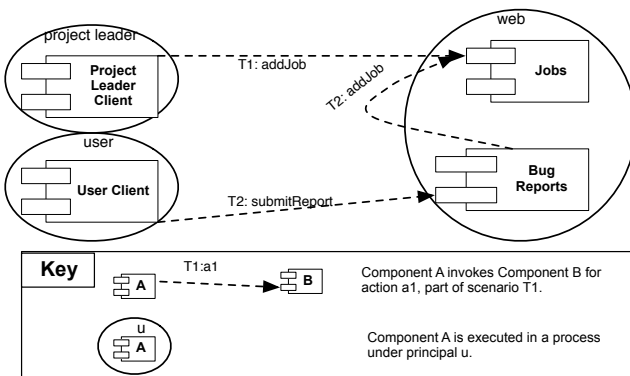 project leader
Project
Leader
Client
T1: addJob
web
Jobs
T2: addJob
user
User Client
T2: submitReport
Bug
Reports
Key
A
T1:a1
B
Component A invokes Component B for
action a1, part of scenario T1.
u
A
Component A is executed in a process
under principal u.